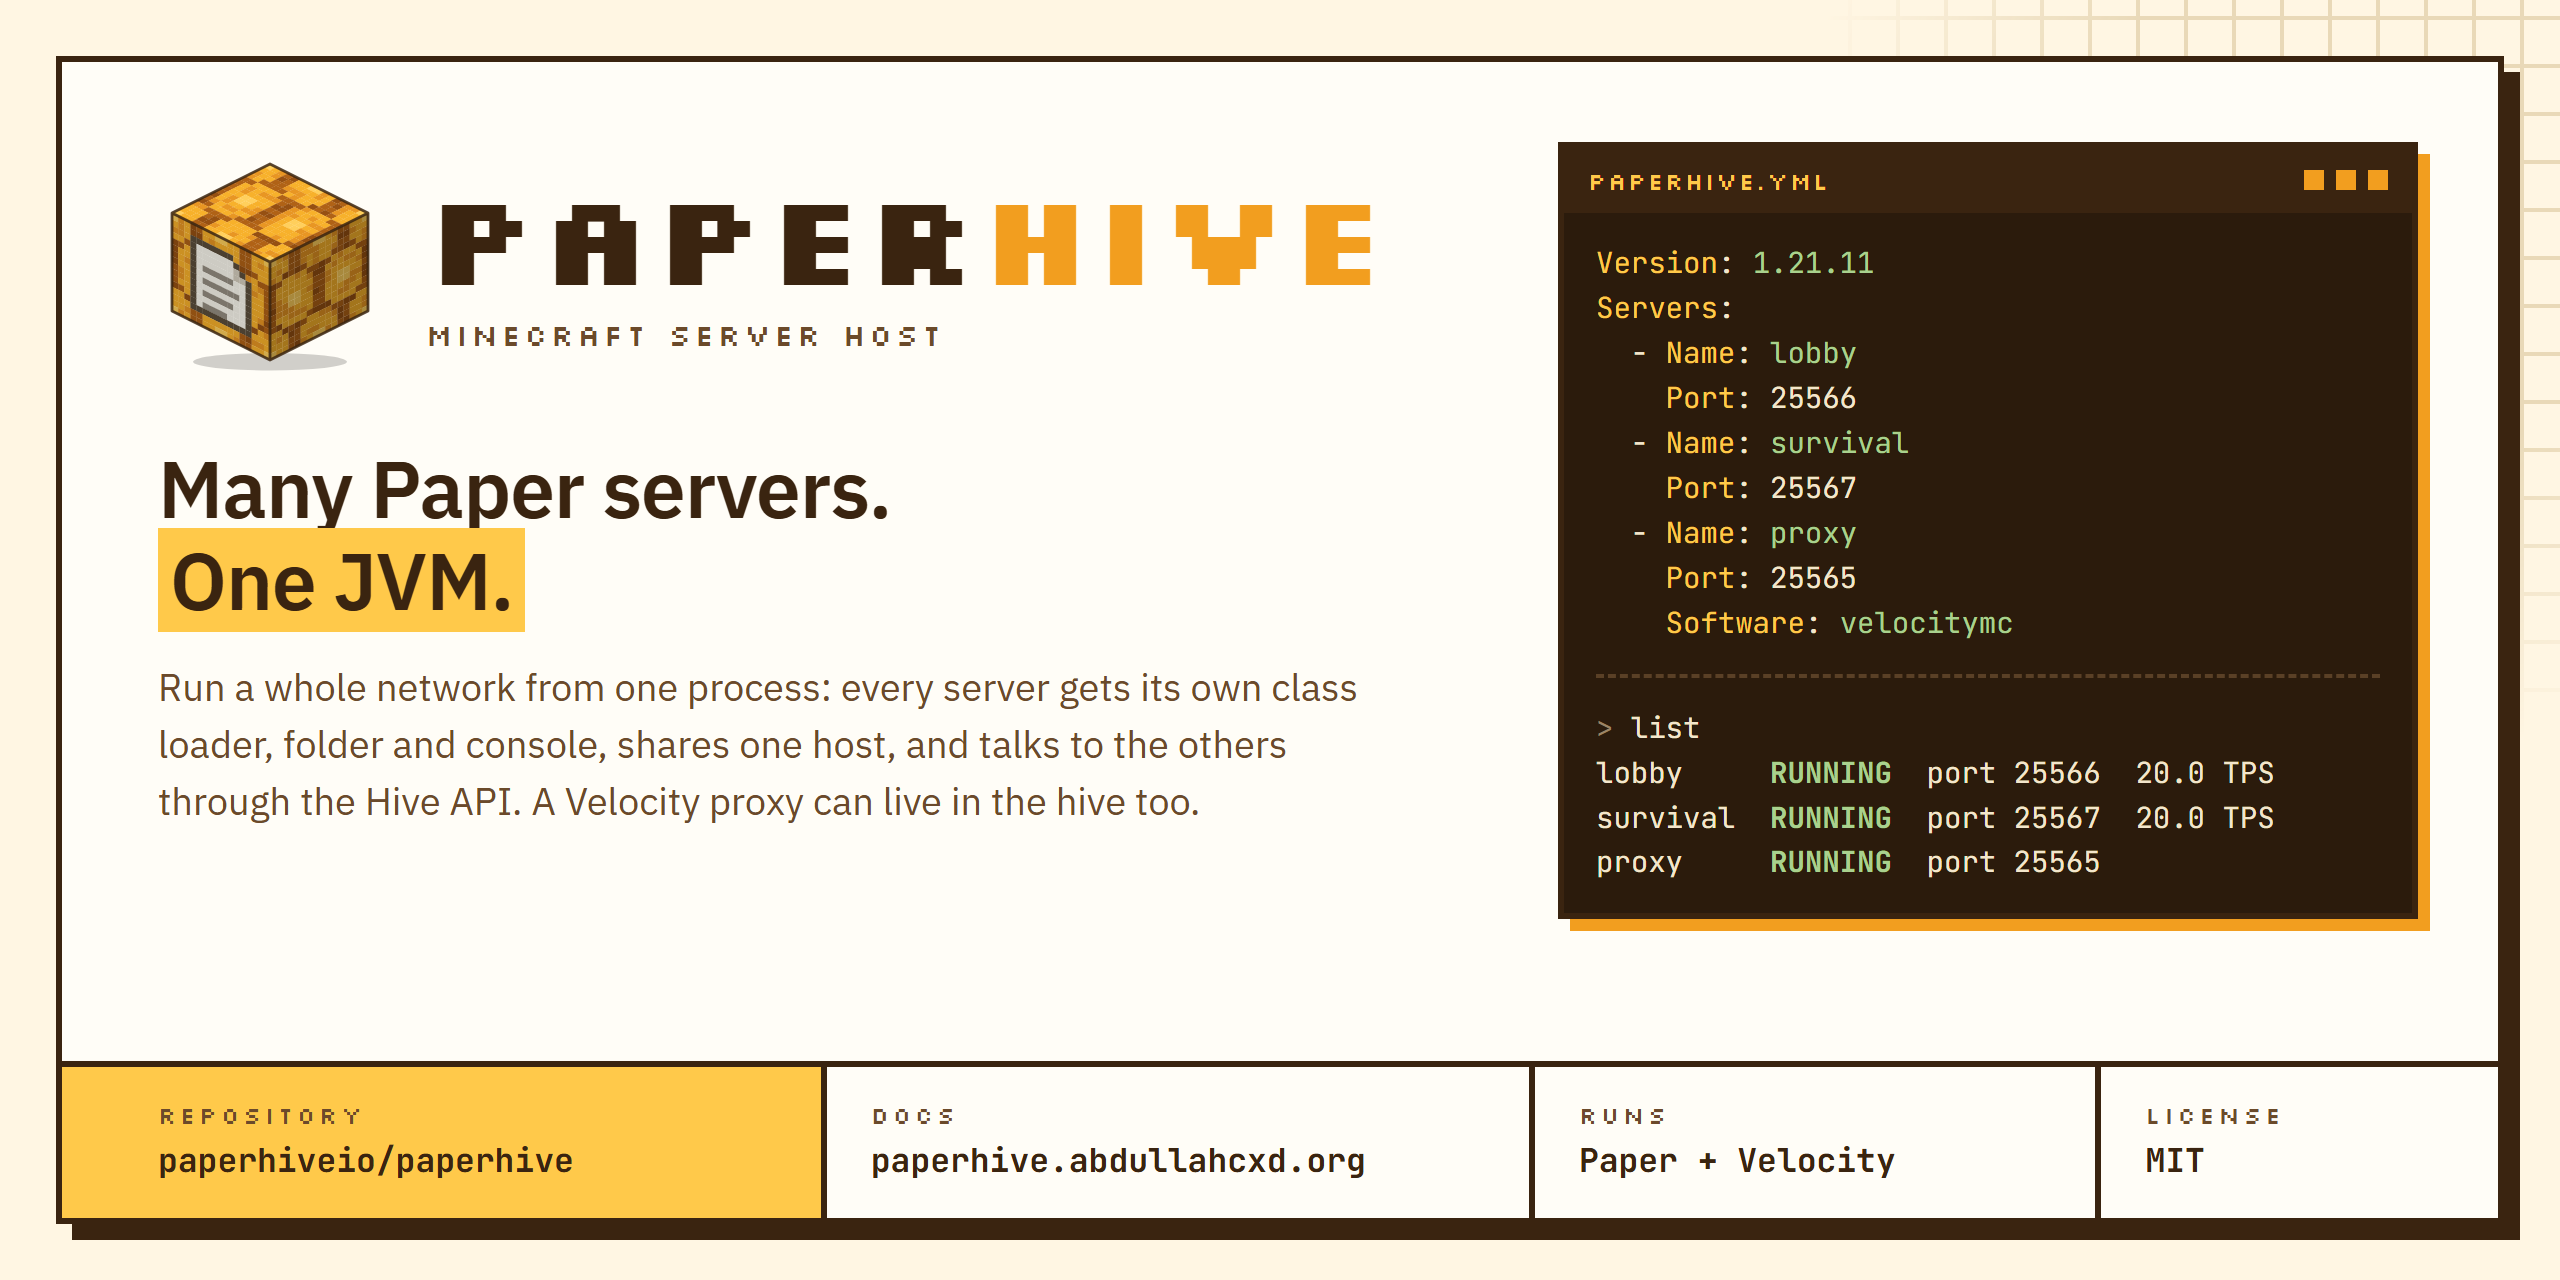 PAPERHIVE
MINECRAFT SERVER HOST
Many Paper servers.
One JVM.
Run a whole network from one process: every server gets its own class
loader, folder and console, shares one host, and talks to the others
through the Hive API. A Velocity proxy can live in the hive too.
PAPERHIVE.YML
Version: 1.21.11
Servers:
  - Name: lobby
    Port: 25566
  - Name: survival
    Port: 25567
  - Name: proxy
    Port: 25565
    Software: velocitymc
> list
lobby     RUNNING  port 25566  20.0 TPS
survival  RUNNING  port 25567  20.0 TPS
proxy     RUNNING  port 25565
REPOSITORY
paperhiveio/paperhive
DOCS
paperhive.abdullahcxd.org
RUNS
Paper + Velocity
LICENSE
MIT